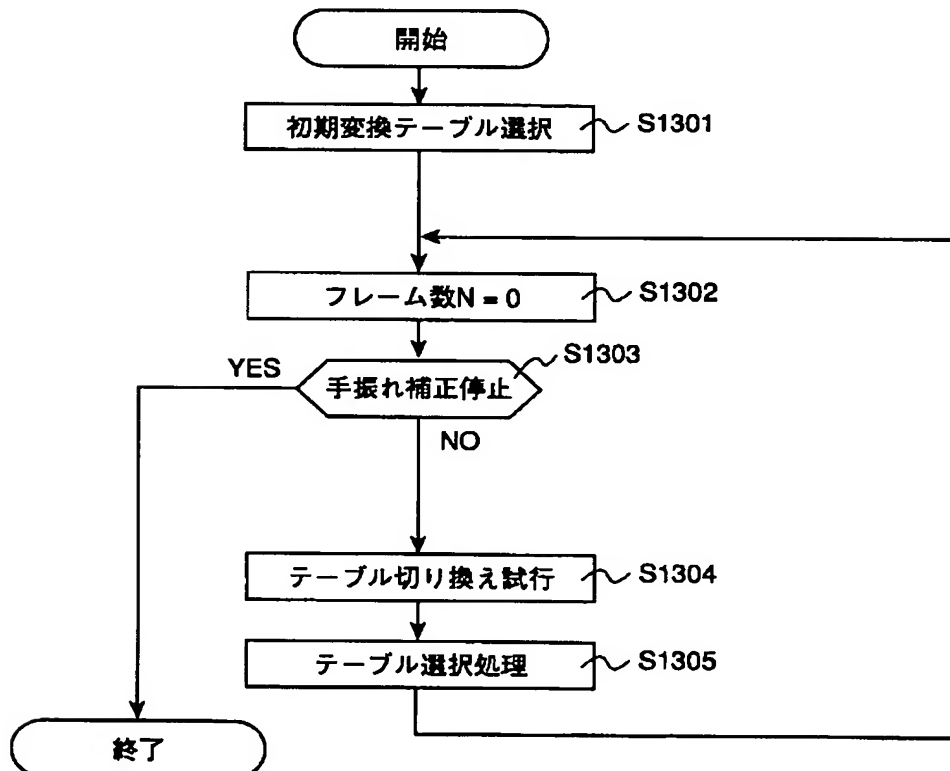 開始
初期変換テーブル選択 S1301
フレーム数N = 0 S1302
S1303
YES
手振れ補正停止
NO
テーブル切り換え試行 S1304
テーブル選択処理 S1305
終了